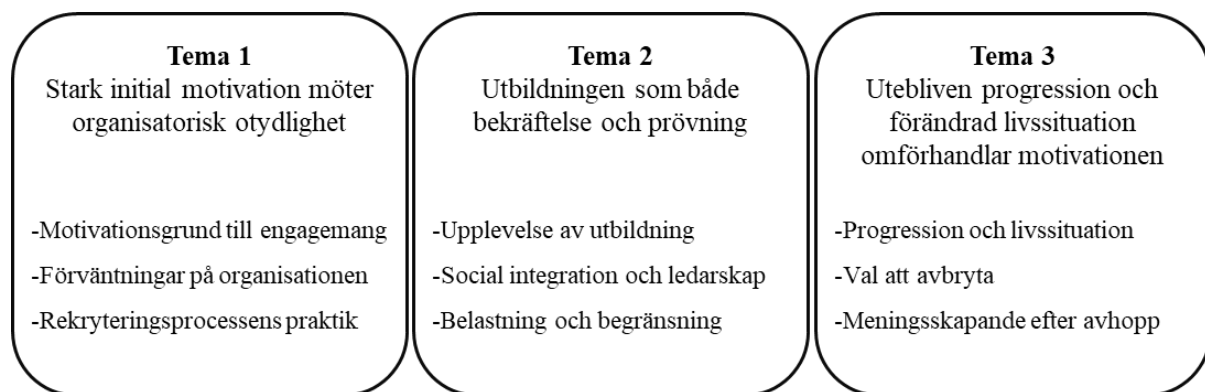 Tema 1
Stark initial motivation möter
organisatorisk otydlighet
-Motivationsgrund till engagemang
-Förväntningar på organisationen
-Rekryteringsprocessens praktik
Tema 2
Utbildningen som både
bekräftelse och prövning
-Upplevelse av utbildning
-Social integration och ledarskap
-Belastning och begränsning
Tema 3
Utebliven progression och
förändrad livssituation
omförhandlar motivationen
-Progression och livssituation
-Val att avbryta
-Meningsskapande efter avhopp